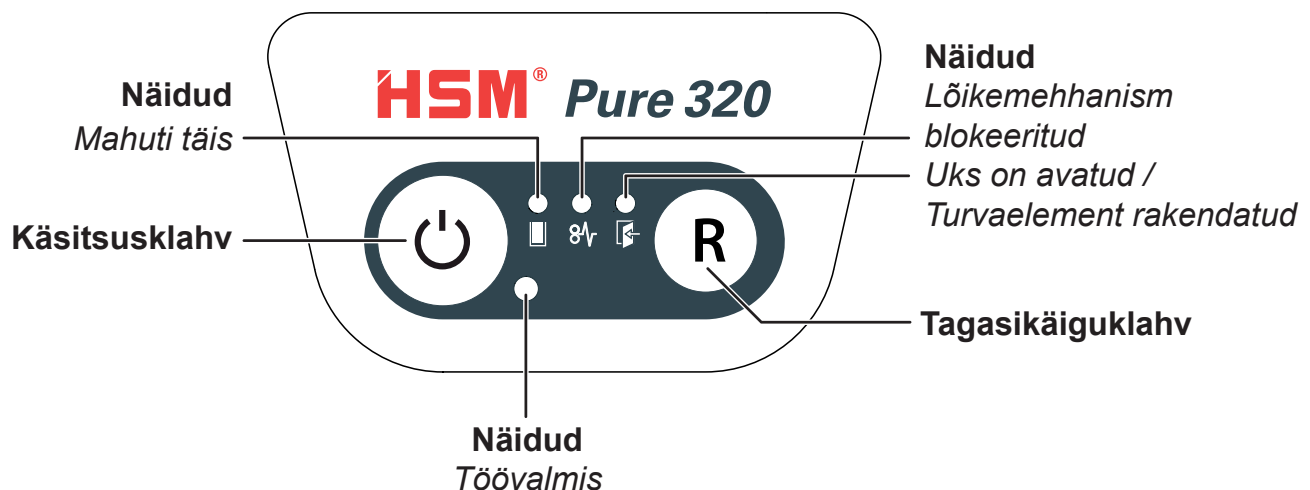 HSM® Pure 320
Näidud
Mahuti täis
Käsitsusklahv
Näidud
Lõikemehhanism
blokeeritud
Uks on avatud /
Turvaelement rakendatud
R
Tagasikäiguklahv
Näidud
Töövalmis